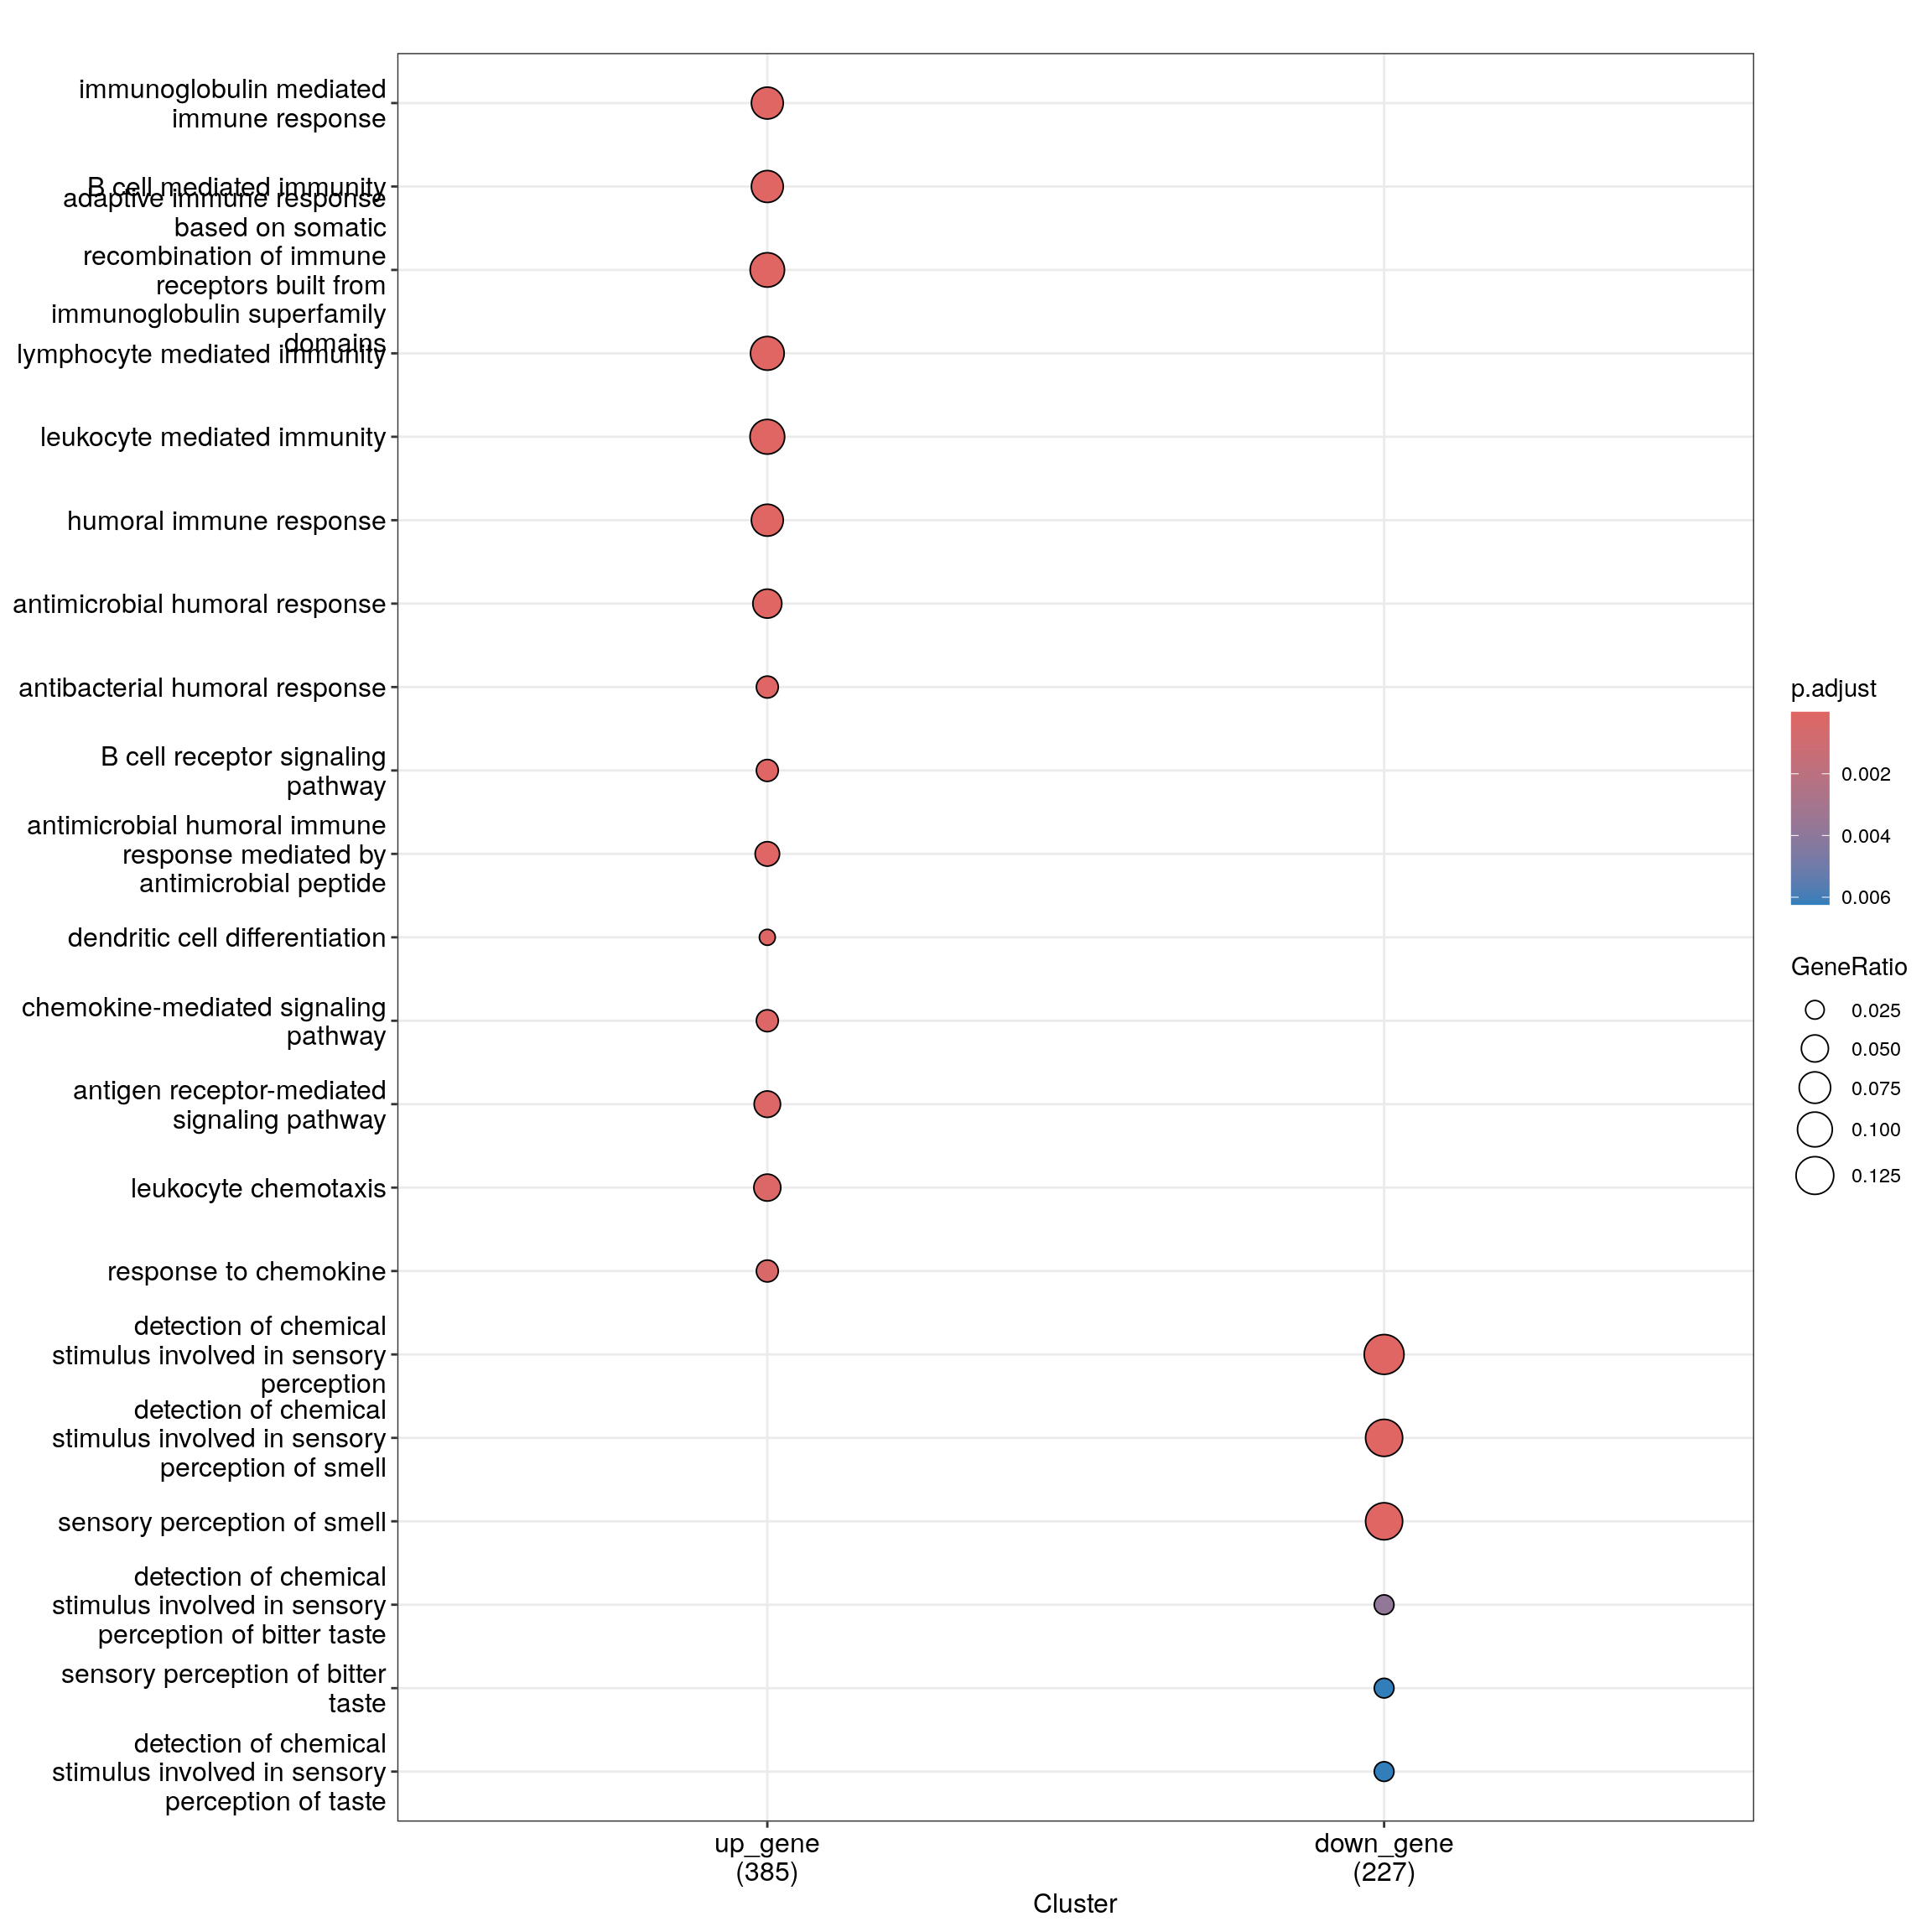 immunoglobulin mediated
immune response
B cell mediated immunity
adaptive immune response
based on somatic
recombination of immune
receptors built from
immunoglobulin superfamily
domains
lymphocyte mediated immunity
leukocyte mediated immunity
humoral immune response
antimicrobial humoral response
antibacterial humoral response
B cell receptor signaling
pathway
antimicrobial humoral immune
response mediated by
antimicrobial peptide
dendritic cell differentiation
chemokine-mediated signaling
pathway
antigen receptor-mediated
signaling pathway
leukocyte chemotaxis
response to chemokine
detection of chemical
stimulus involved in sensory
perception
detection of chemical
stimulus involved in sensory
perception of smell
sensory perception of smell
detection of chemical
stimulus involved in sensory
perception of bitter taste
sensory perception of bitter
taste
detection of chemical
stimulus involved in sensory
perception of taste
up_gene
(385)
down_gene
(227)
Cluster
p.adjust
0.002
0.004
0.006
GeneRatio
0.025
0.050
0.075
0.100
0.125